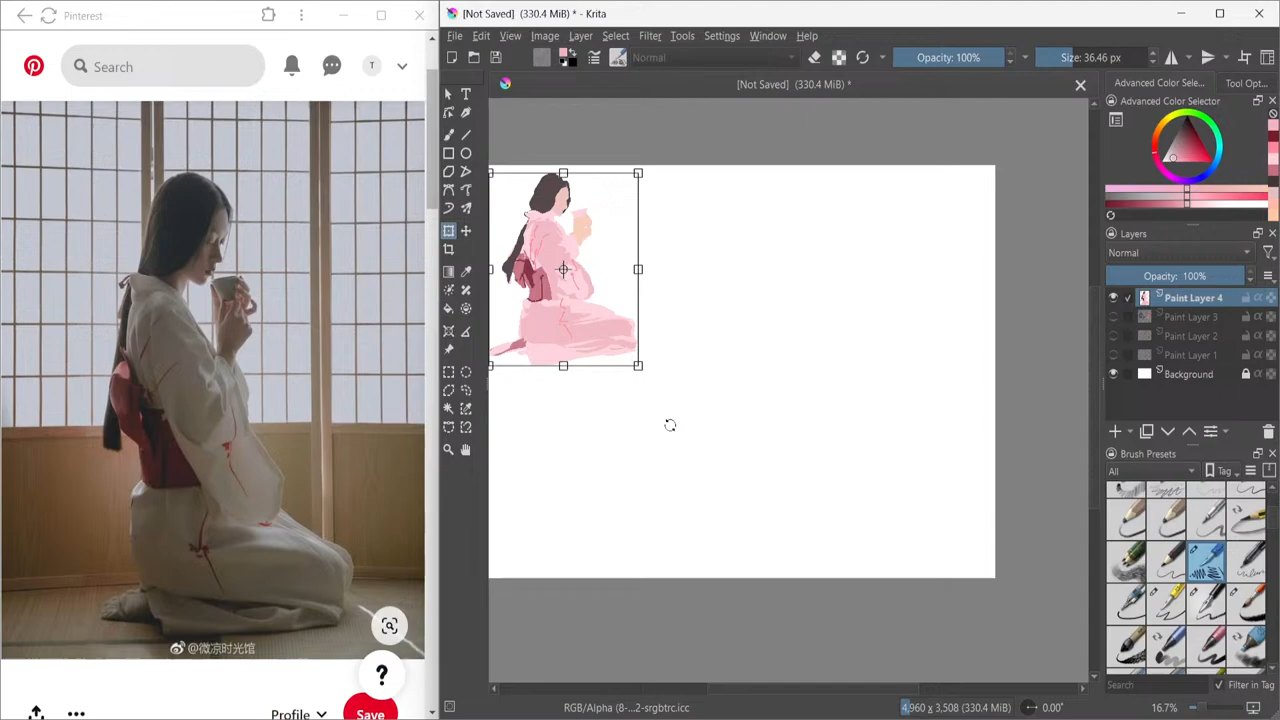 Pinterest
Search
T
@微凉时光馆
?
Profile
Save
[Not Saved] (330.4 MiB) * - Krita
File Edit View Image Layer Select Filter Tools Settings Window Help
Normal
Opacity: 100%
Size: 36.46 px
[Not Saved] (330.4 MiB) *
Advanced Color Sele...
Tool Opt...
Advanced Color Selector
Layers
Normal
Opacity: 100%
Paint Layer 4
Paint Layer 3
Paint Layer 2
Paint Layer 1
Background
Brush Presets
All
Tag
Search
Filter in Tag
RGB/Alpha (8-...2-srgbtrc.icc
4,960 x 3,508 (330.4 MiB)
0.00°
16.7%